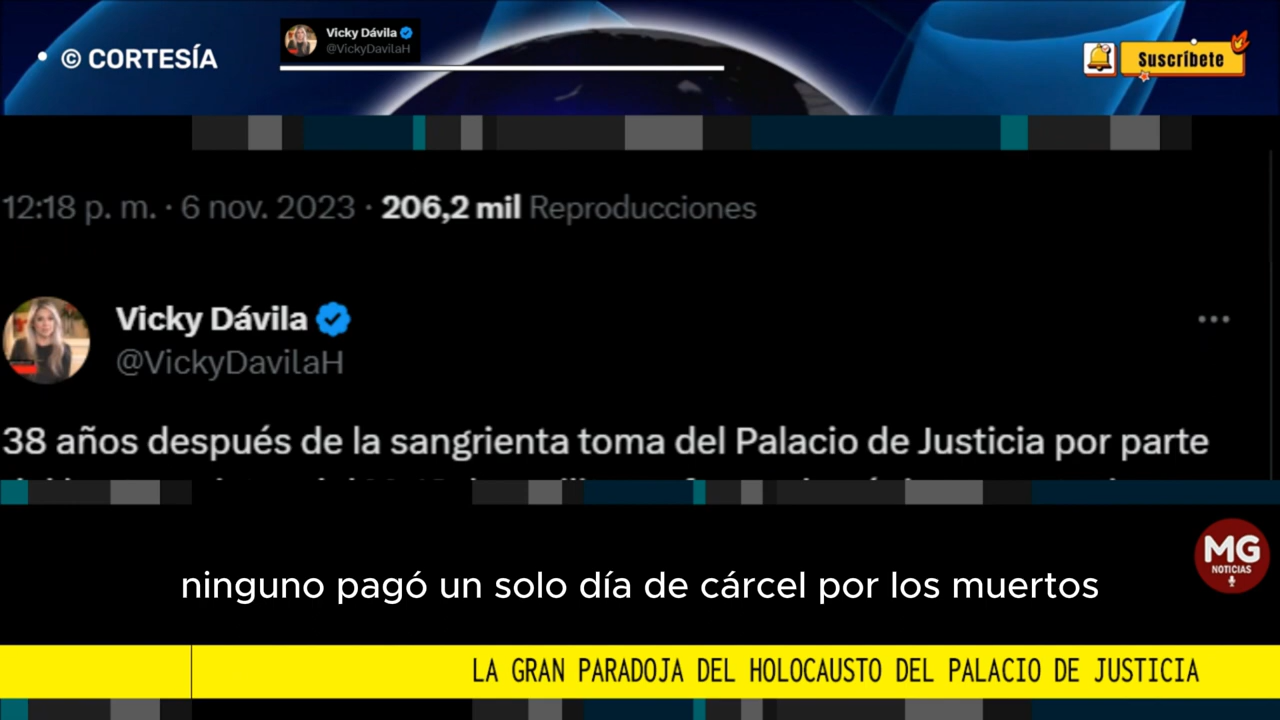 • © CORTESÍA
Vicky Dávila
@VickyDavilaH
Suscríbete
12:18 p. m. · 6 nov. 2023 · 206,2 mil Reproducciones
Vicky Dávila
@VickyDavilaH
38 años después de la sangrienta toma del Palacio de Justicia por parte
MG
NOTICIAS
ninguno pagó un solo día de cárcel por los muertos
LA GRAN PARADOJA DEL HOLOCAUSTO DEL PALACIO DE JUSTICIA